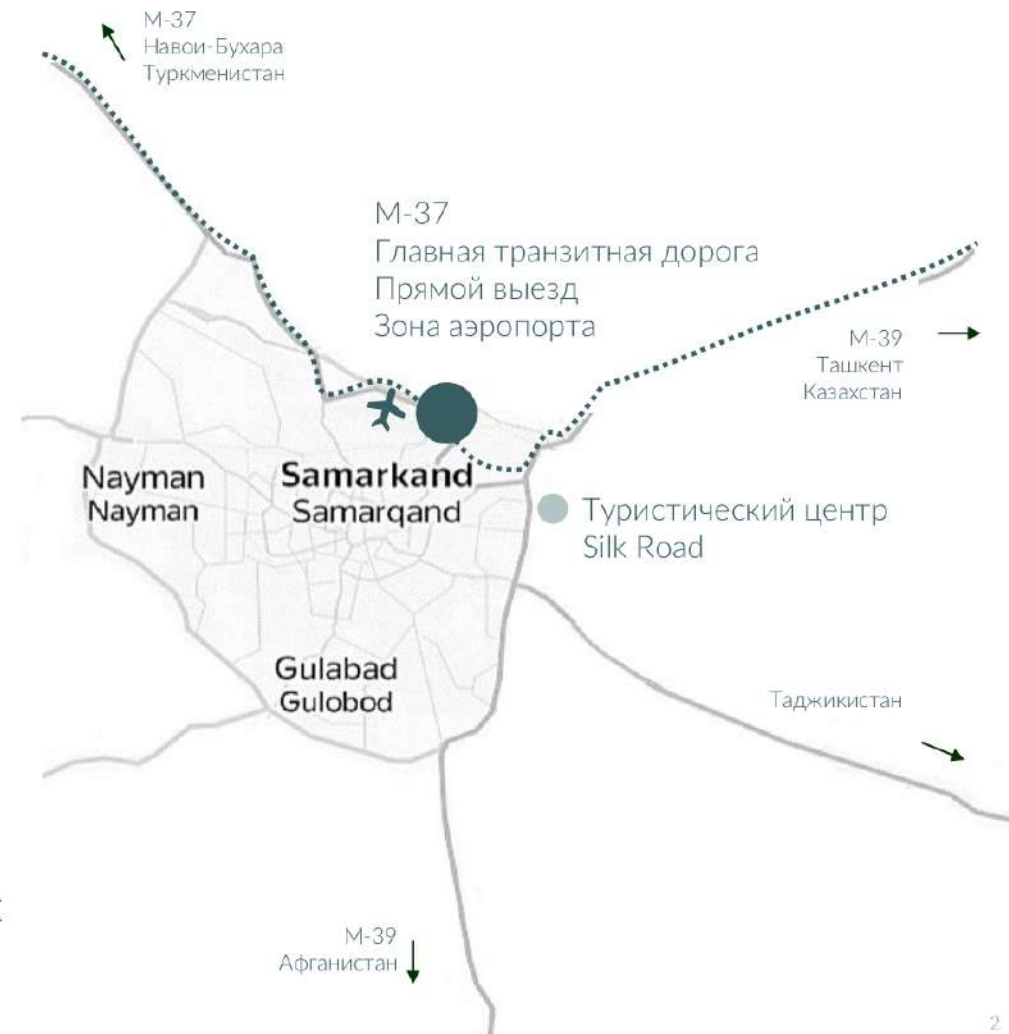 М-37
Навои-Бухара
Туркменистан
М-37
Главная транзитная дорога
Прямой выезд
Зона аэропорта
М-39
Ташкент
Казахстан
Nayman
Nayman
Samarkand
Samarqand
Туристический центр
Silk Road
Gulabad
Gulobod
Таджикистан
М-39
Афганистан
2